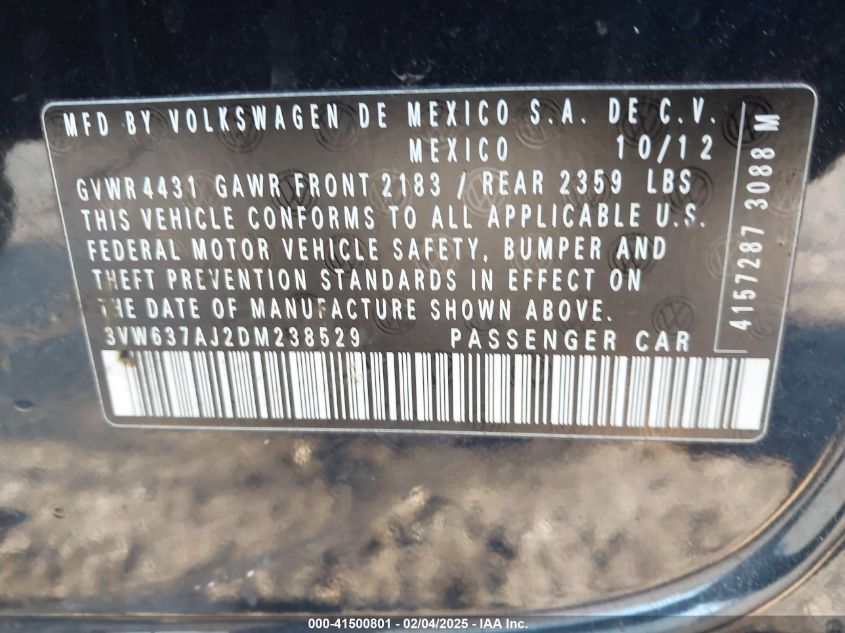 MFD BY VOLKSWAGEN DE MEXICO S.A. DE C.V.
MEXICO 10/12
GVWR4431 GAWR FRONT 2183 / REAR 2359 LBS
THIS VEHICLE CONFORMS TO ALL APPLICABLE U.S.
FEDERAL MOTOR VEHICLE SAFETY, BUMPER AND
THEFT PREVENTION STANDARDS IN EFFECT ON
THE DATE OF MANUFACTURE SHOWN ABOVE.
3VW637AJ2DM238529 PASSENGER CAR
4157287 3088 M
000-41500801 - 02/04/2025 - IAA Inc.